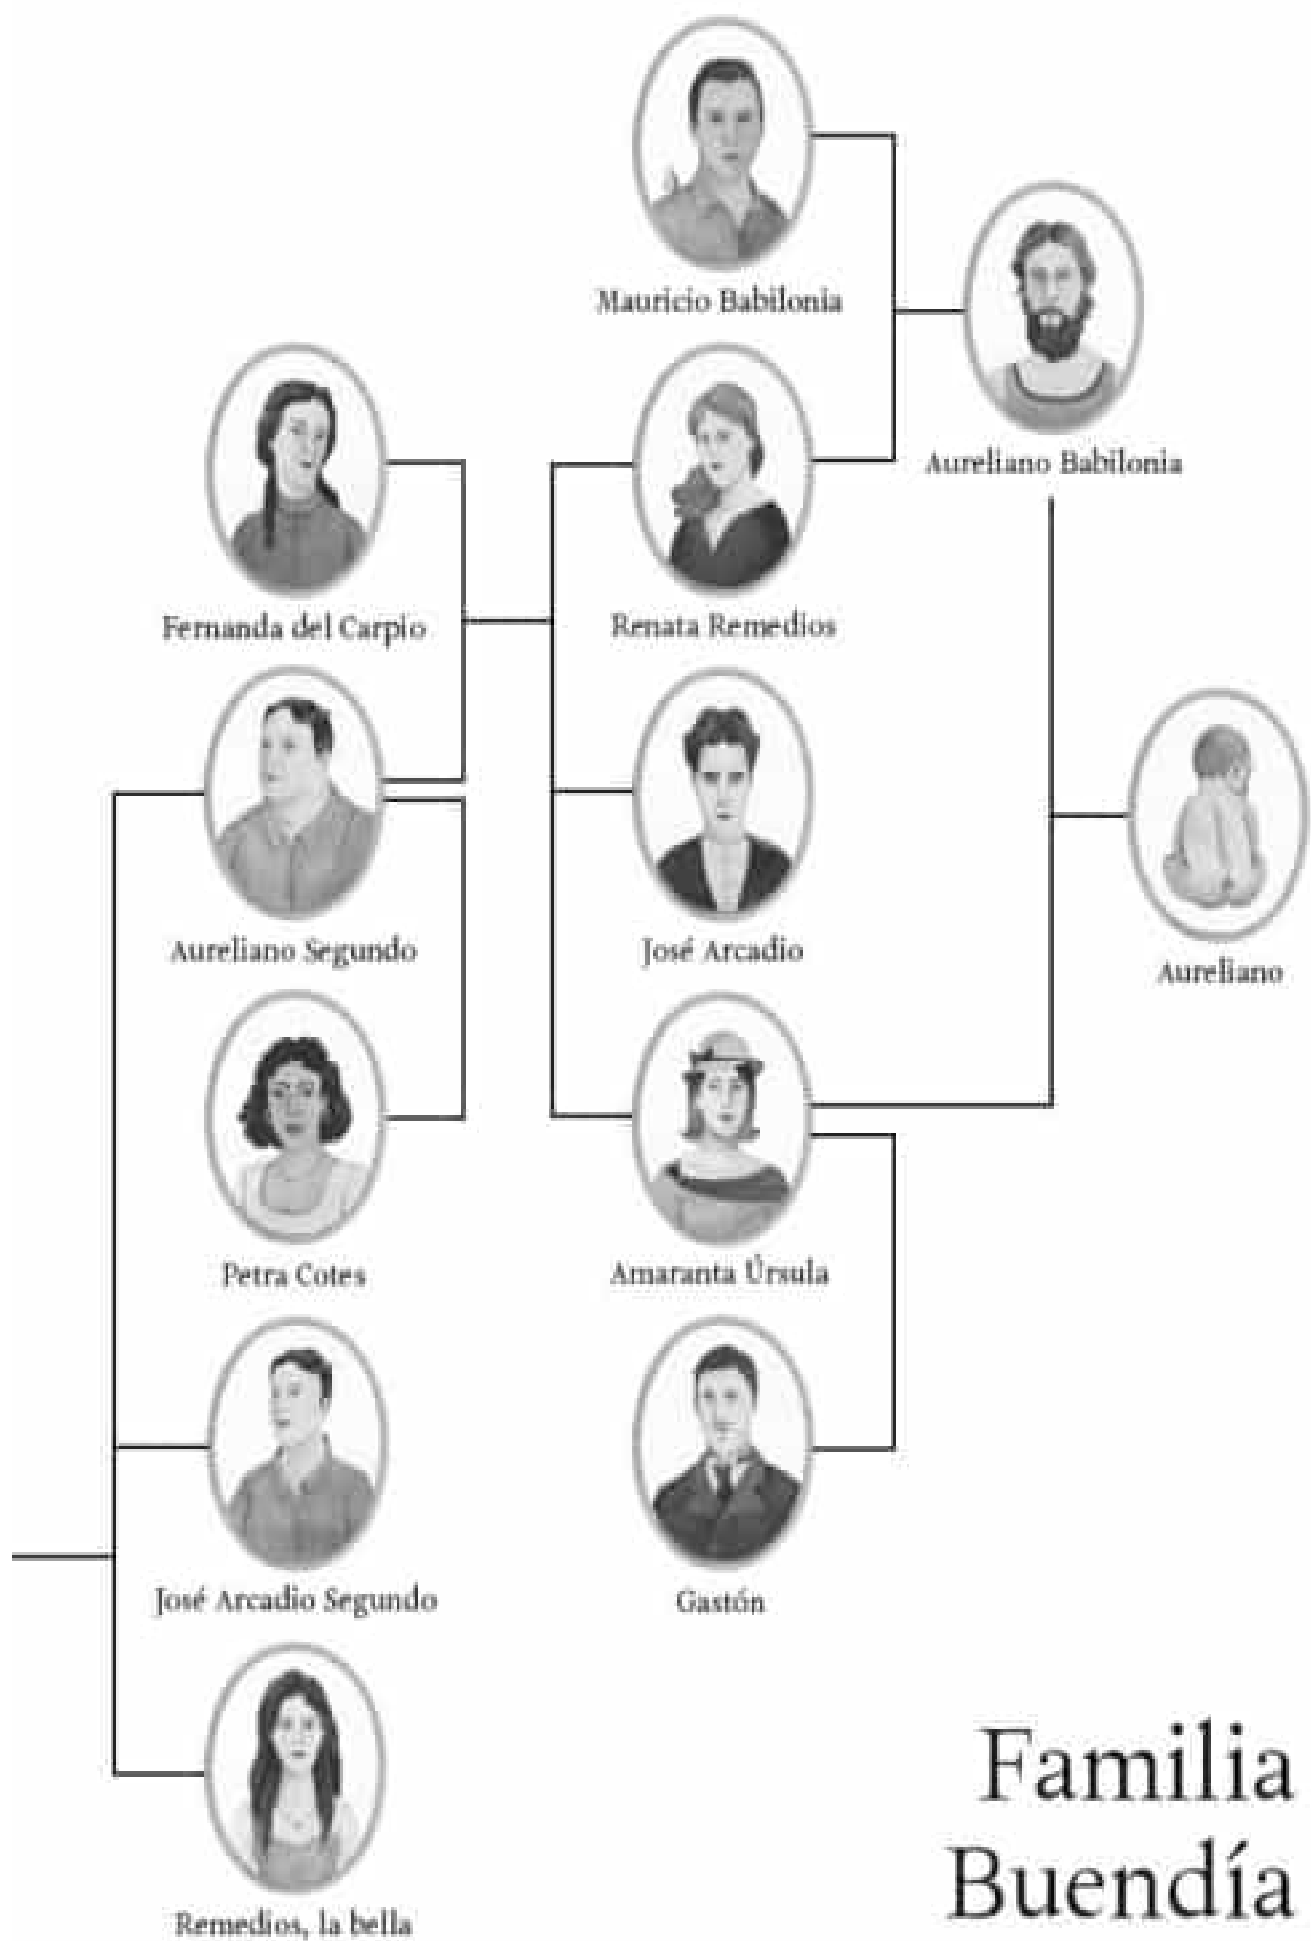 Mauricio Babilonia
Aureliano Babilonia
Fernanda del Carpio
Renata Remedios
Aureliano Segundo
José Arcadio
Aureliano
Petra Cotes
Amaranta Úrsula
José Arcadio Segundo
Gastón
Remedios, la bella
Familia
Buendía